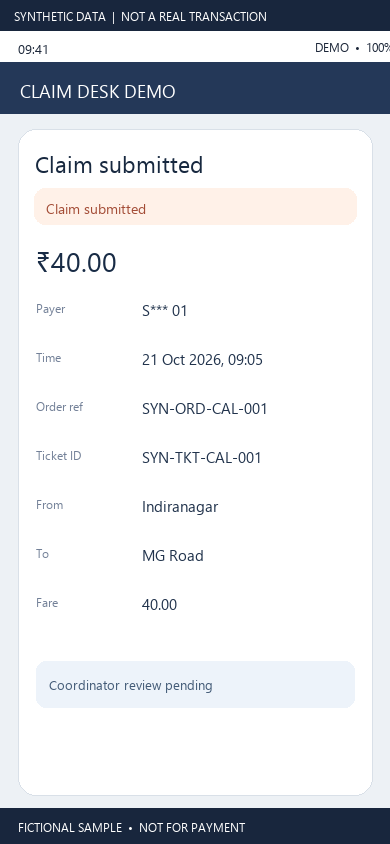 SYNTHETIC DATA | NOT A REAL TRANSACTION
09:41 DEMO • 100%
CLAIM DESK DEMO
Claim submitted
Claim submitted
₹40.00
Payer S*** 01
Time 21 Oct 2026, 09:05
Order ref SYN-ORD-CAL-001
Ticket ID SYN-TKT-CAL-001
From Indiranagar
To MG Road
Fare 40.00
Coordinator review pending
FICTIONAL SAMPLE • NOT FOR PAYMENT